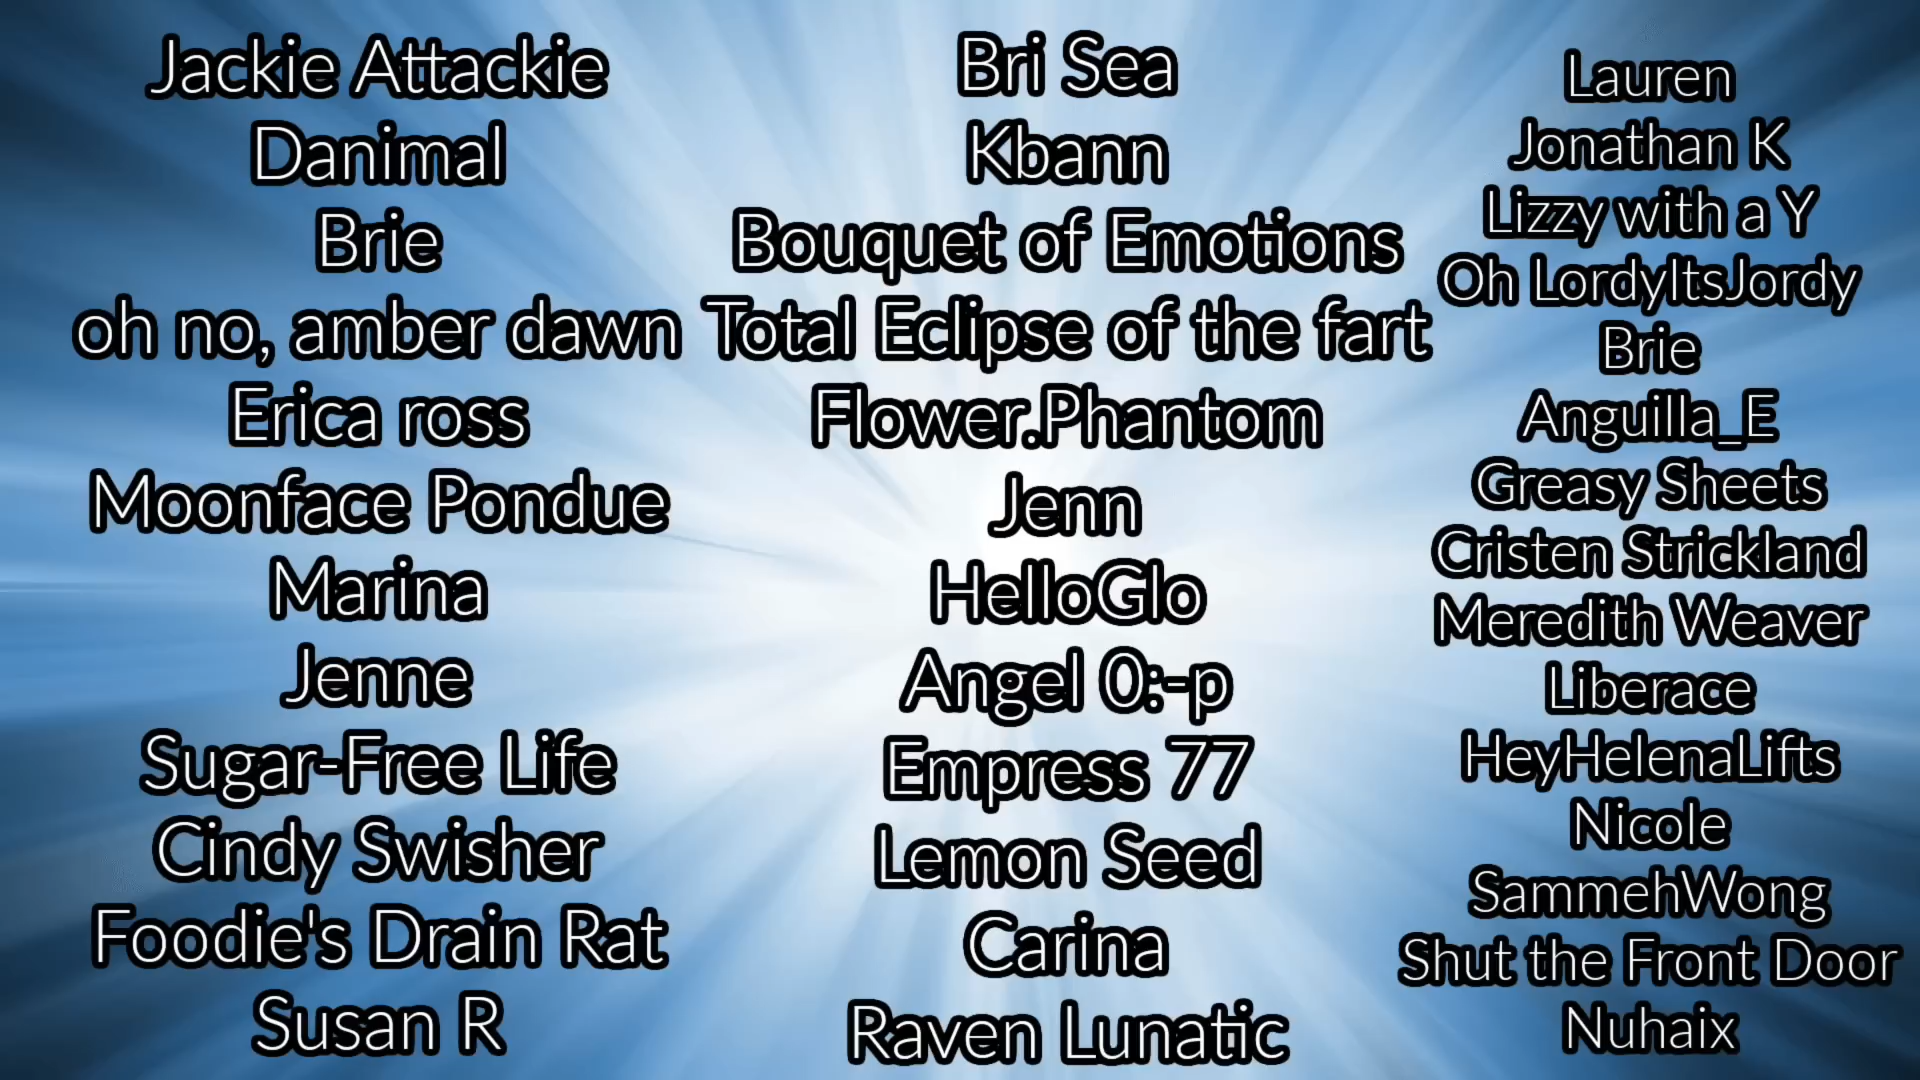 Jackie Attackie
Danimal
Brie
oh no, amber dawn
Erica ross
Moonface Pondue
Marina
Jenne
Sugar-Free Life
Cindy Swisher
Foodie's Drain Rat
Susan R
Bri Sea
Kbann
Bouquet of Emotions
Total Eclipse of the fart
Flower.Phantom
Jenn
HelloGlo
Angel 0:-p
Empress 77
Lemon Seed
Carina
Raven Lunatic
Lauren
Jonathan K
Lizzy with a Y
Oh LordyItsJordy
Brie
Anguilla_E
Greasy Sheets
Cristen Strickland
Meredith Weaver
Liberace
HeyHelenaLifts
Nicole
SammehWong
Shut the Front Door
Nuhaix